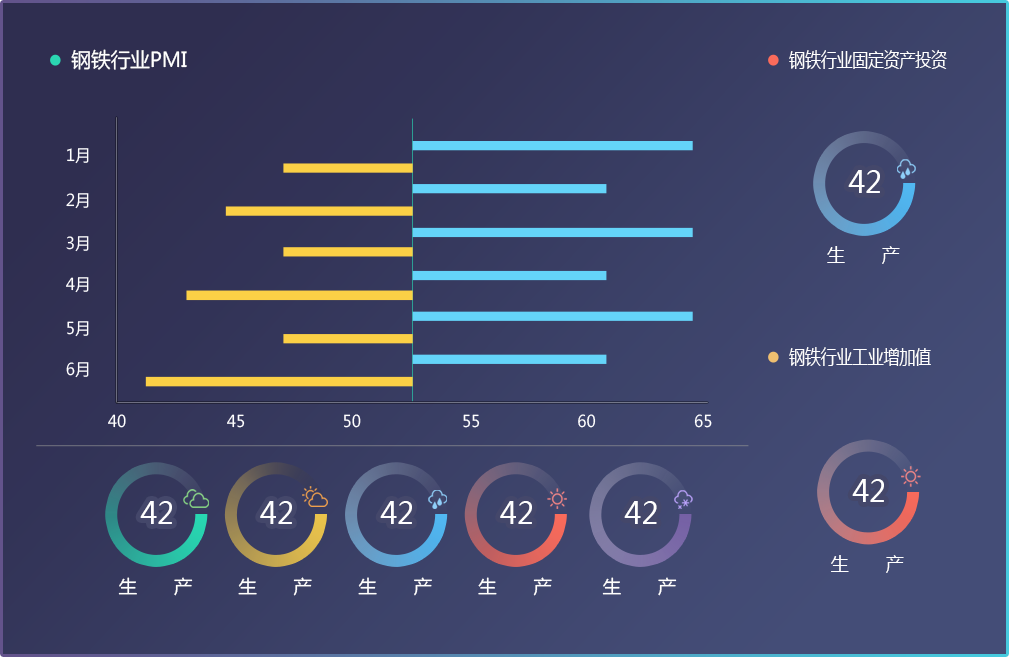 钢铁行业PMI
钢铁行业固定资产投资
1月
2月
3月
4月
5月
6月
40 45 50 55 60 65
42
生 产
钢铁行业工业增加值
42
生 产
42 42 42 42 42
生 产 生 产 生 产 生 产 生 产